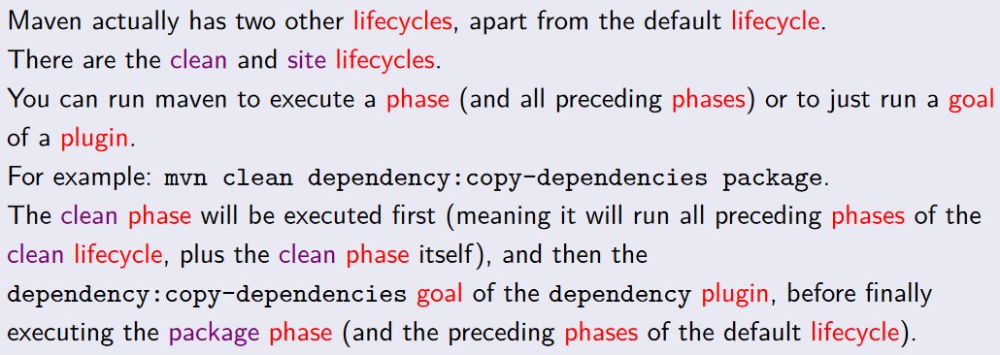 Maven actually has two other lifecycles, apart from the default lifecycle.
There are the clean and site lifecycles.
You can run maven to execute a phase (and all preceding phases) or to just run a goal
of a plugin.
For example: mvn clean dependency:copy-dependencies package.
The clean phase will be executed first (meaning it will run all preceding phases of the
clean lifecycle, plus the clean phase itself), and then the
dependency:copy-dependencies goal of the dependency plugin, before finally
executing the package phase (and the preceding phases of the default lifecycle).